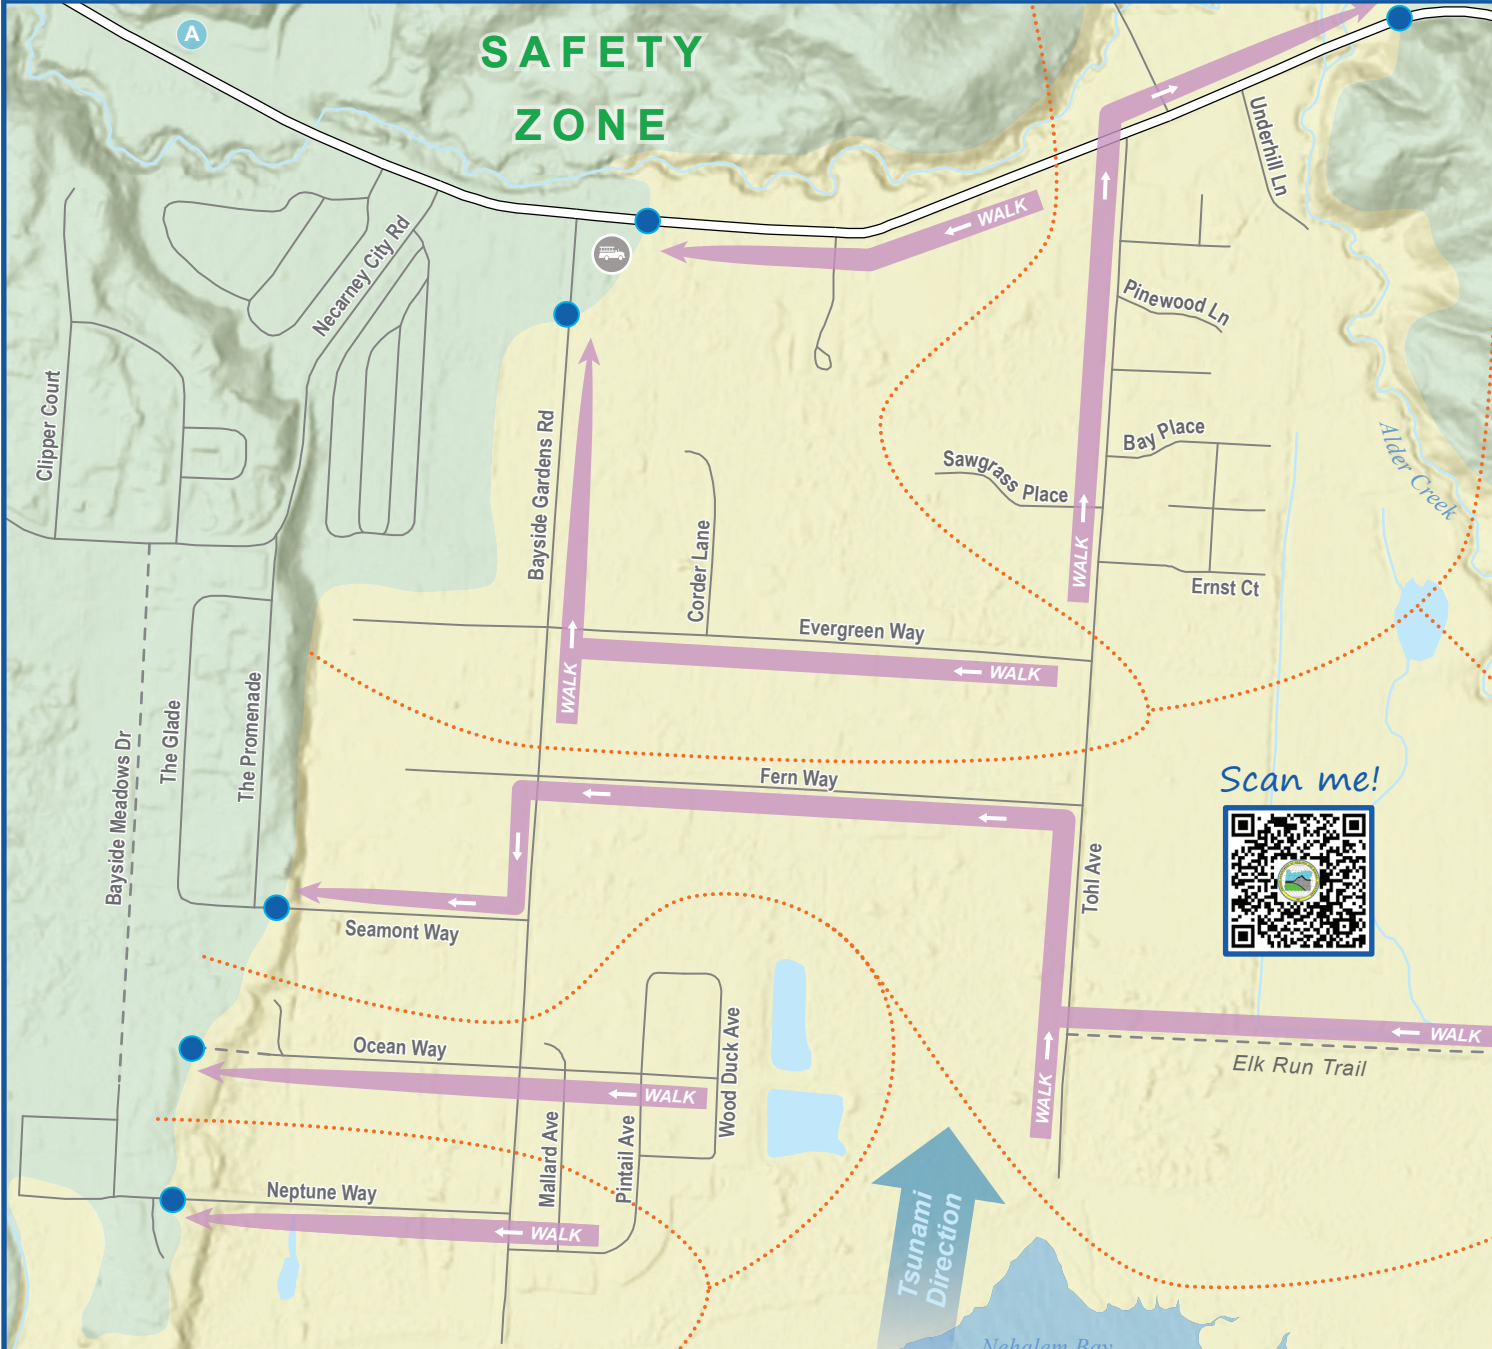 A
SAFETY
ZONE
Underhill Ln
WALK
Necarney City Rd
Pinewood Ln
Clipper Court
Bayside Gardens Rd
Bay Place
Alder Creek
Sawgrass Place
Corder Lane
WALK
Ernst Ct
Evergreen Way
WALK
WALK
The Glade
The Promenade
Bayside Meadows Dr
Fern Way
Scan me!
Tohl Ave
Seamont Way
Ocean Way
Wood Duck Ave
WALK
Elk Run Trail
WALK
WALK
Mallard Ave
Pintail Ave
Neptune Way
WALK
Tsunami
Direction
Nehalem Bay